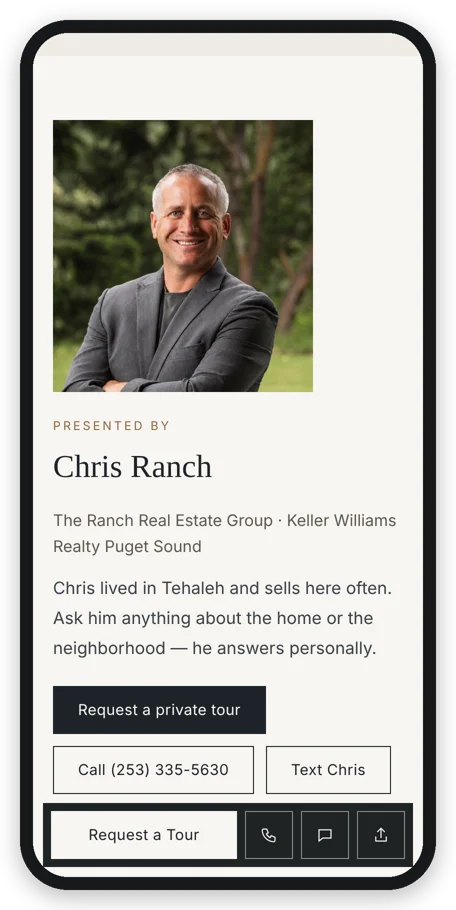 PRESENTED BY
Chris Ranch
The Ranch Real Estate Group · Keller Williams
Realty Puget Sound
Chris lived in Tehaleh and sells here often.
Ask him anything about the home or the
neighborhood — he answers personally.
Request a private tour
Call (253) 335-5630
Text Chris
Request a Tour